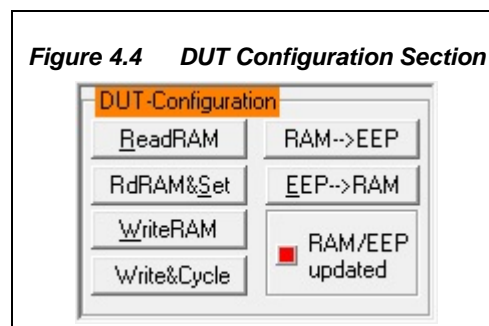 Figure 4.4 DUT Configuration Section
DUT-Configuration
ReadRAM
RAM-->EEP
RdRAM&Set
EEP-->RAM
WriteRAM
RAM/EEP
updated
Write&Cycle